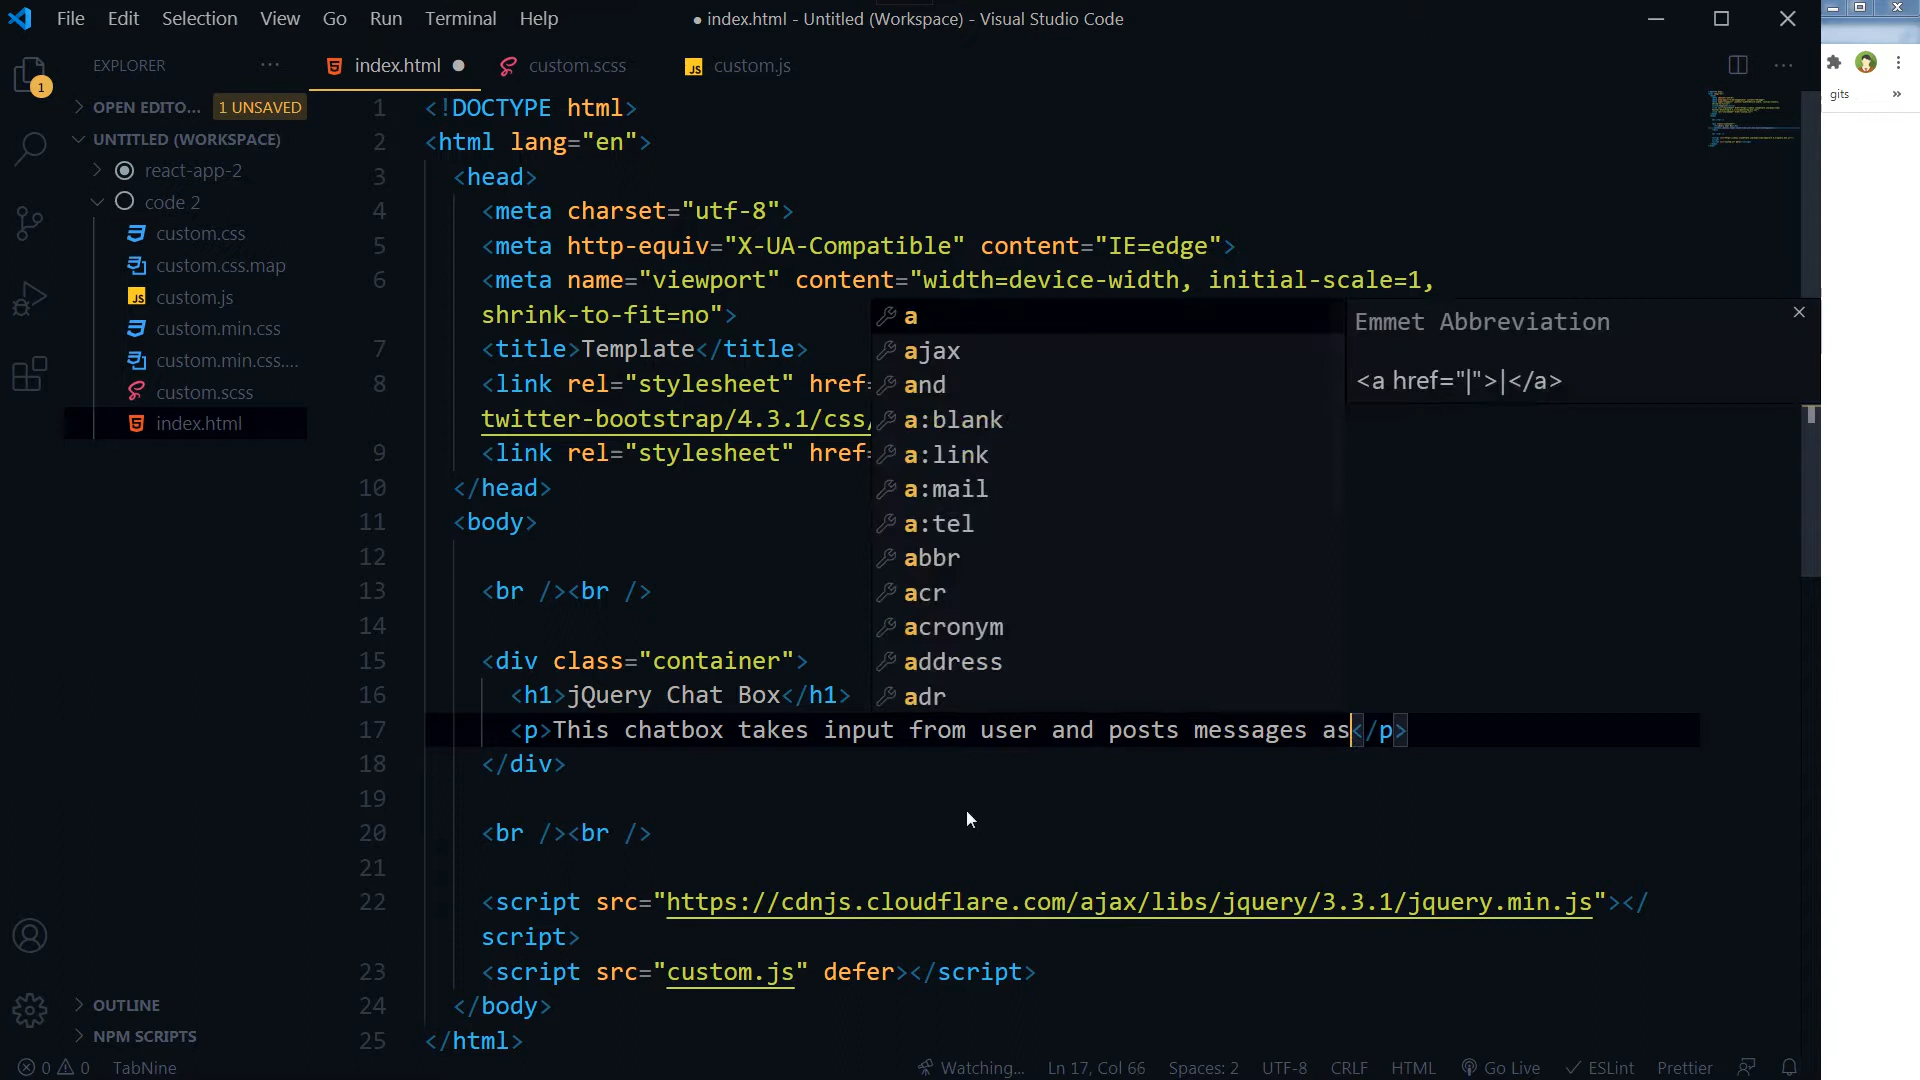 File Edit Selection View Go Run Terminal Help
● index.html - Untitled (Workspace) - Visual Studio Code
EXPLORER
index.html
custom.scss
JS custom.js
OPEN EDITO... 1 UNSAVED
UNTITLED (WORKSPACE)
react-app-2
code 2
custom.css
custom.css.map
JS custom.js
custom.min.css
custom.min.css....
custom.scss
index.html
OUTLINE
NPM SCRIPTS
1
1 <!DOCTYPE html>
2 <html lang="en">
3 <head>
4 <meta charset="utf-8">
5 <meta http-equiv="X-UA-Compatible" content="IE=edge">
6 <meta name="viewport" content="width=device-width, initial-scale=1,
shrink-to-fit=no">
7 <title>Template</title>
8 <link rel="stylesheet" href=
twitter-bootstrap/4.3.1/css/
9 <link rel="stylesheet" href=
10 </head>
11 <body>
12
13 <br /><br />
14
15 <div class="container">
16 <h1>jQuery Chat Box</h1>
17 <p>This chatbox takes input from user and posts messages as</p>
18 </div>
19
20 <br /><br />
21
22 <script src="https://cdnjs.cloudflare.com/ajax/libs/jquery/3.3.1/jquery.min.js"></
script>
23 <script src="custom.js" defer></script>
24 </body>
25 </html>
a
ajax
and
a:blank
a:link
a:mail
a:tel
abbr
acr
acronym
address
adr
Emmet Abbreviation
<a href="|">|</a>
gits »
0 0 TabNine
Watching... Ln 17, Col 66 Spaces: 2 UTF-8 CRLF HTML Go Live ESLint Prettier